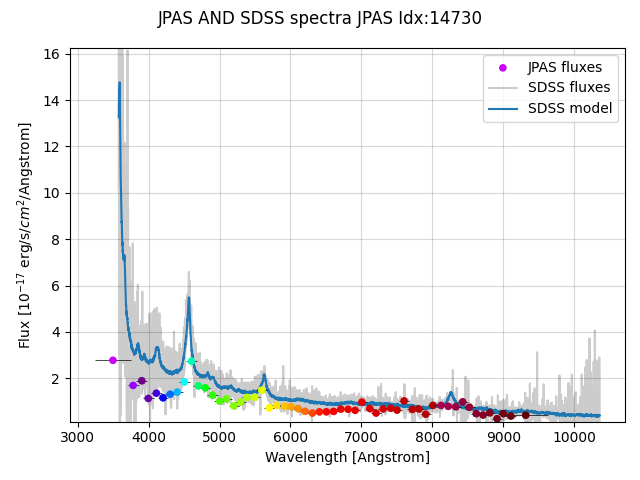 JPAS AND SDSS spectra JPAS Idx:14730
16
14
12
10
8
6
4
2
Flux [10^{-17} erg/s/cm^2/Angstrom]
JPAS fluxes
SDSS fluxes
SDSS model
3000 4000 5000 6000 7000 8000 9000 10000
Wavelength [Angstrom]